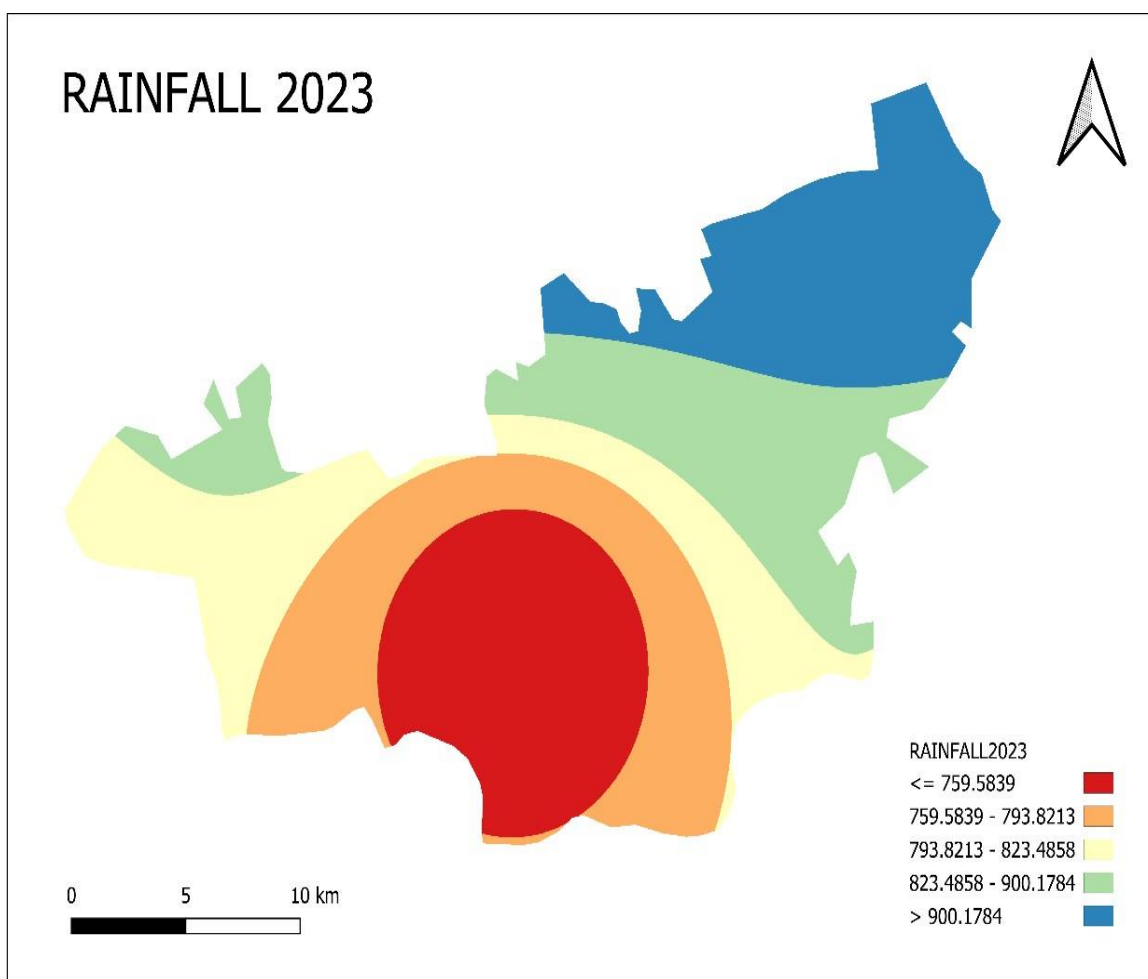 RAINFALL 2023
RAINFALL2023
<= 759.5839
759.5839 - 793.8213
793.8213 - 823.4858
823.4858 - 900.1784
> 900.1784
0 5 10 km